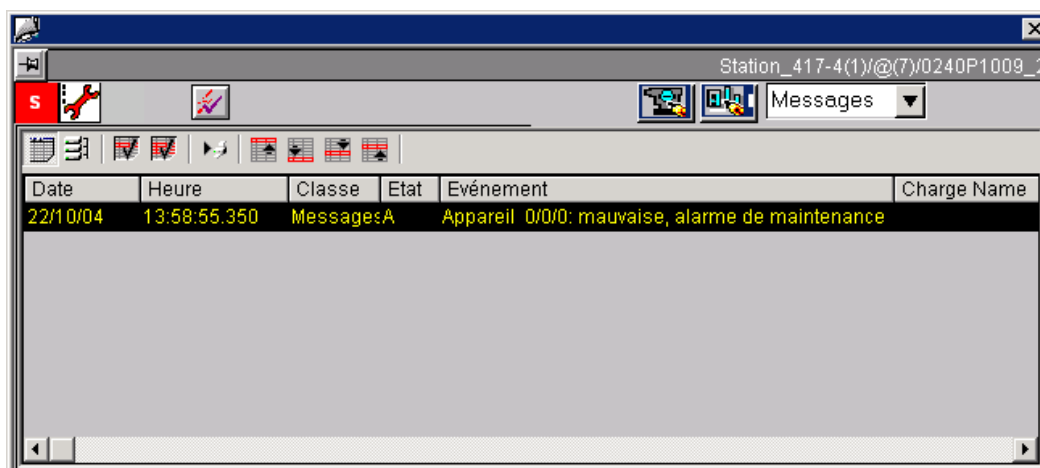 Station_417-4(1)/@(7)/0240P1009_2
S
Messages
Date Heure Classe Etat Evénement Charge Name
22/10/04 13:58:55.350 Messages A Appareil 0/0/0: mauvaise, alarme de maintenance